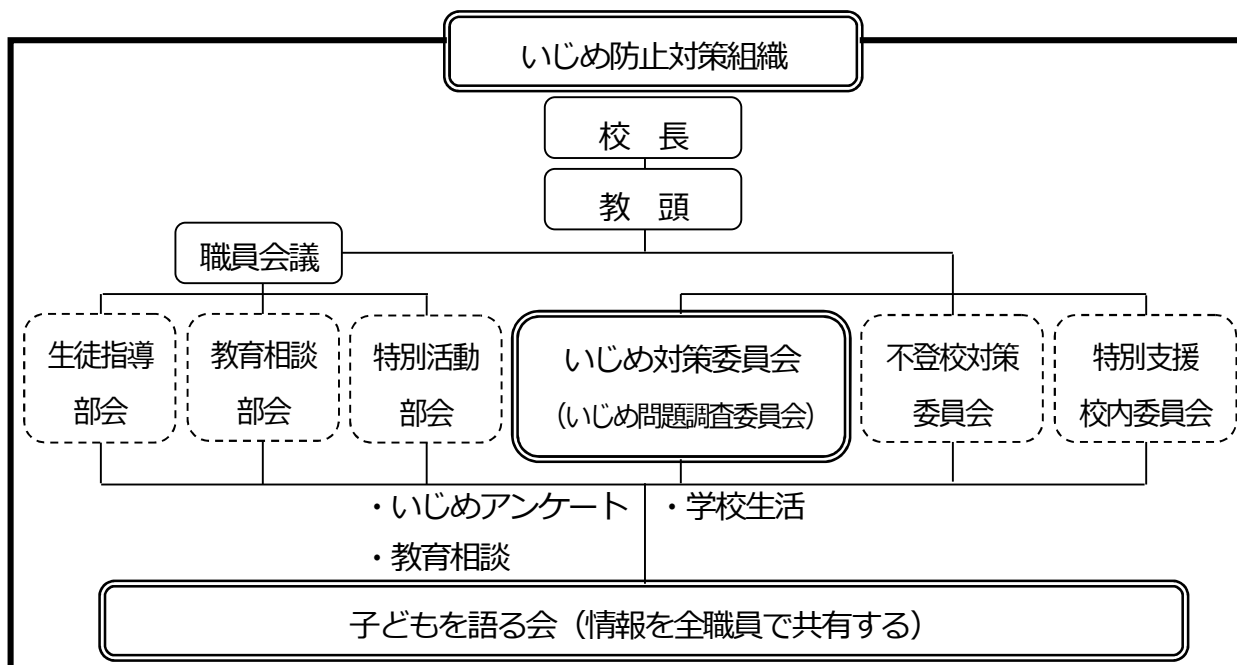 いじめ防止対策組織
校　長
教　頭
職員会議
生徒指導
部会
教育相談
部会
特別活動
部会
いじめ対策委員会
（いじめ問題調査委員会）
不登校対策
委員会
特別支援
校内委員会
・いじめアンケート　・学校生活
・教育相談
子どもを語る会（情報を全職員で共有する）